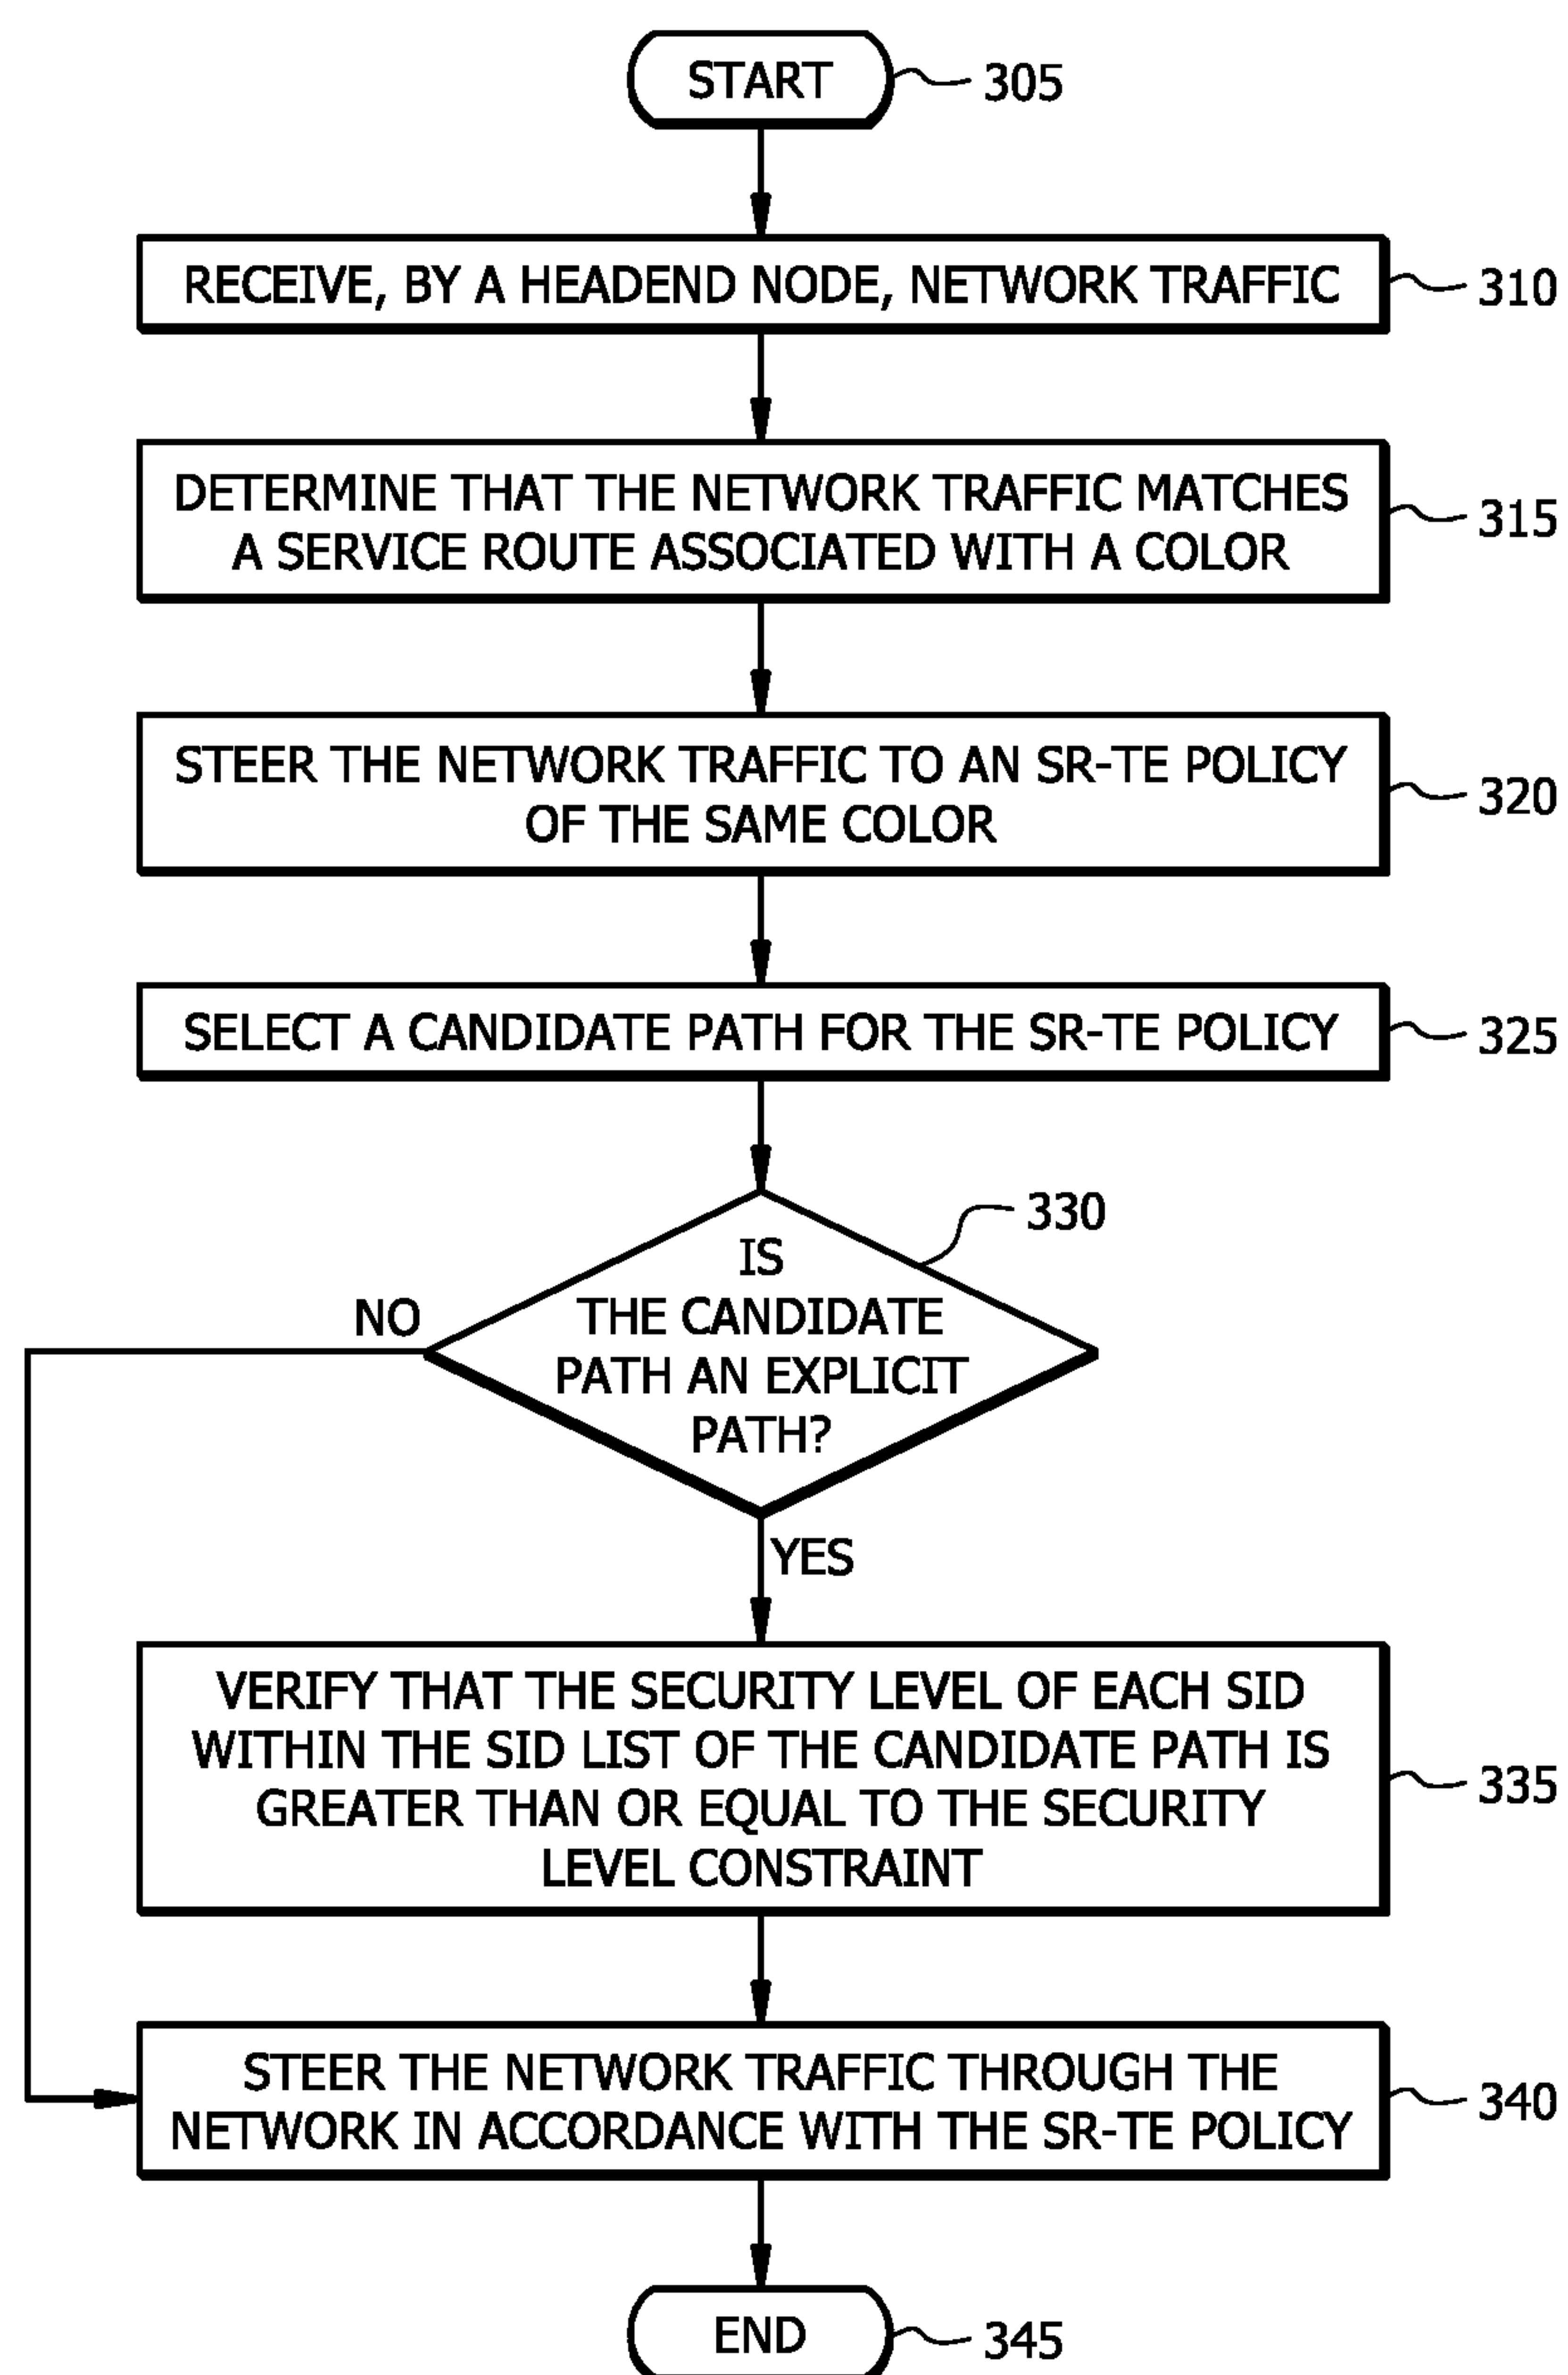 START
305
RECEIVE, BY A HEADEND NODE, NETWORK TRAFFIC
310
DETERMINE THAT THE NETWORK TRAFFIC MATCHES
A SERVICE ROUTE ASSOCIATED WITH A COLOR
315
STEER THE NETWORK TRAFFIC TO AN SR-TE POLICY
OF THE SAME COLOR
320
SELECT A CANDIDATE PATH FOR THE SR-TE POLICY
325
330
IS
THE CANDIDATE
PATH AN EXPLICIT
PATH?
NO
YES
VERIFY THAT THE SECURITY LEVEL OF EACH SID
WITHIN THE SID LIST OF THE CANDIDATE PATH IS
GREATER THAN OR EQUAL TO THE SECURITY
LEVEL CONSTRAINT
335
STEER THE NETWORK TRAFFIC THROUGH THE
NETWORK IN ACCORDANCE WITH THE SR-TE POLICY
340
END
345